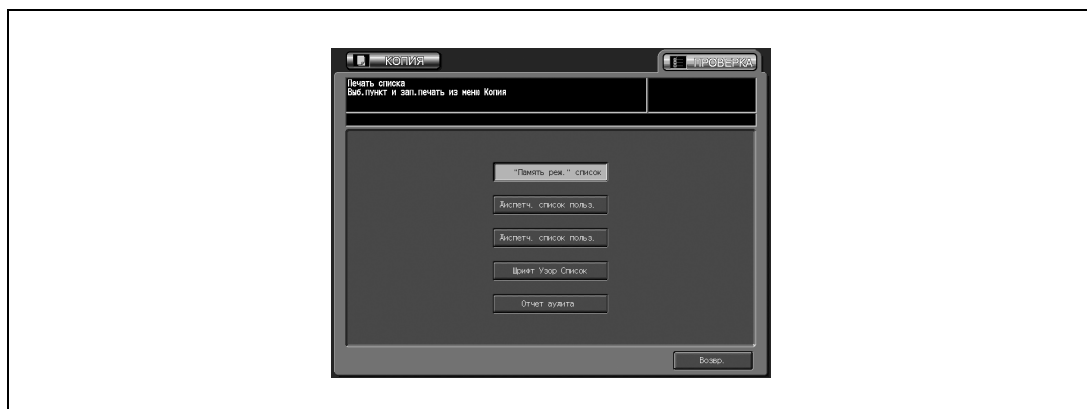 КОПИЯ
ПРОВЕРКА
Печать списка
Выб.пункт и зап.печать из меню Копия
"Память реж." список
Диспетч. список польз.
Диспетч. список польз.
Шрифт Узор Список
Отчет аудита
Возвр.